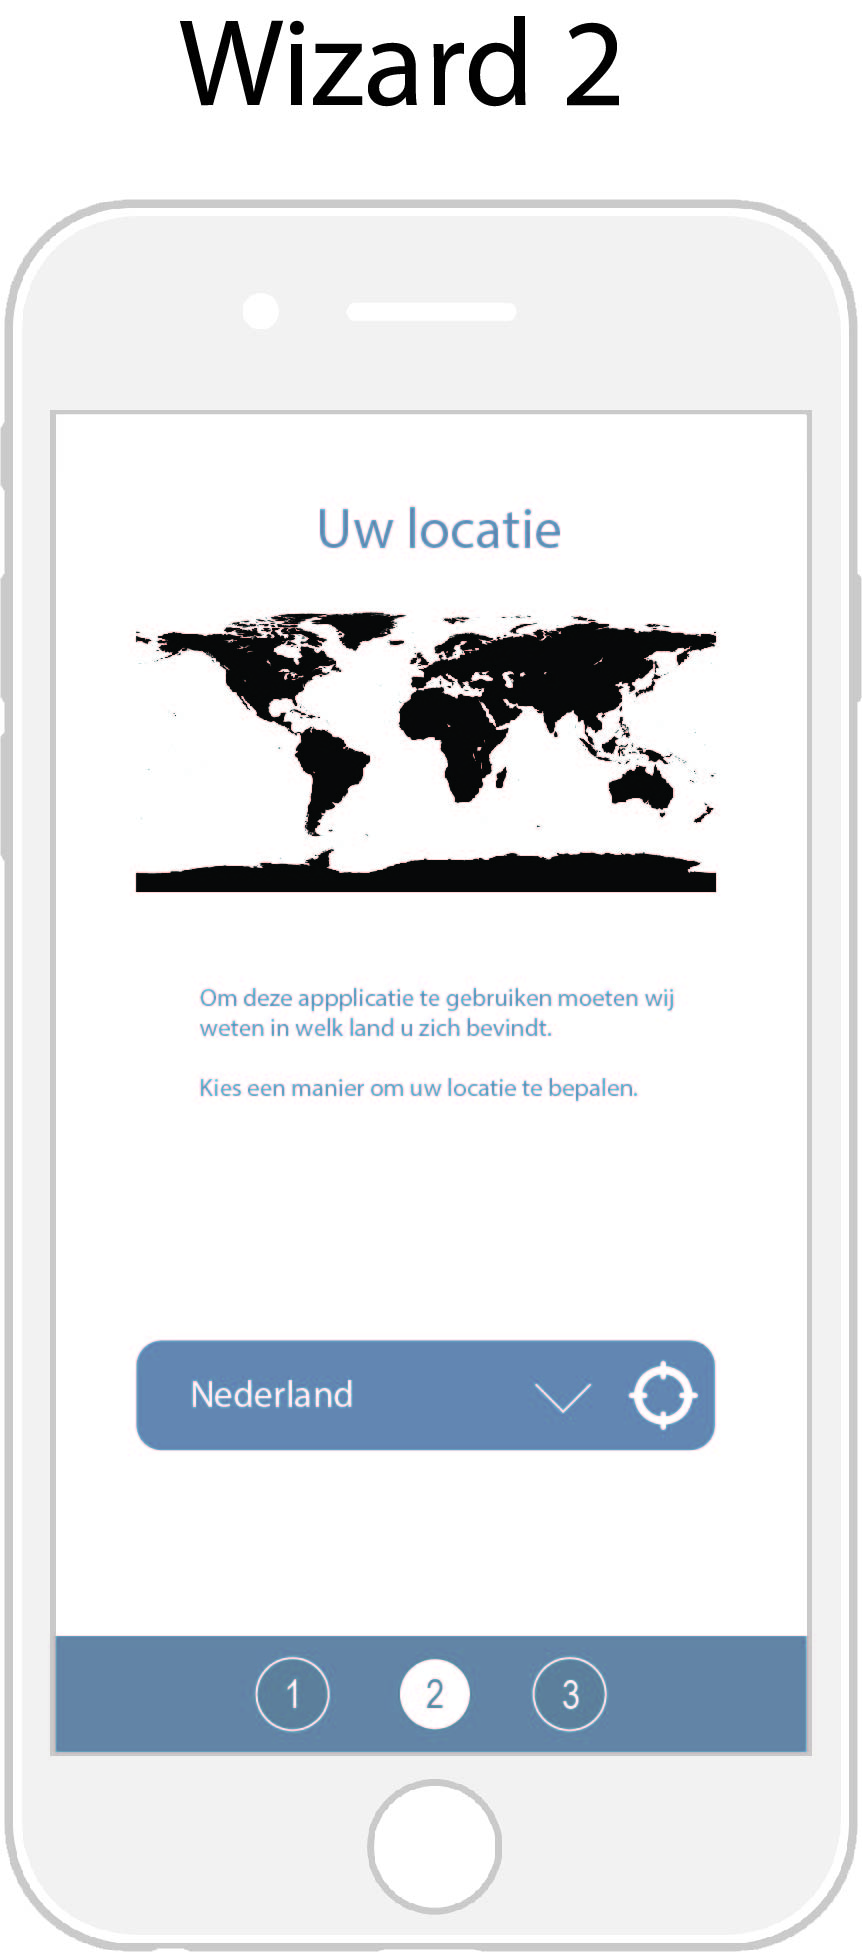 Wizard 2
Uw locatie
Om deze appplicatie te gebruiken moeten wij
weten in welk land u zich bevindt.
Kies een manier om uw locatie te bepalen.
Nederland
1 2 3